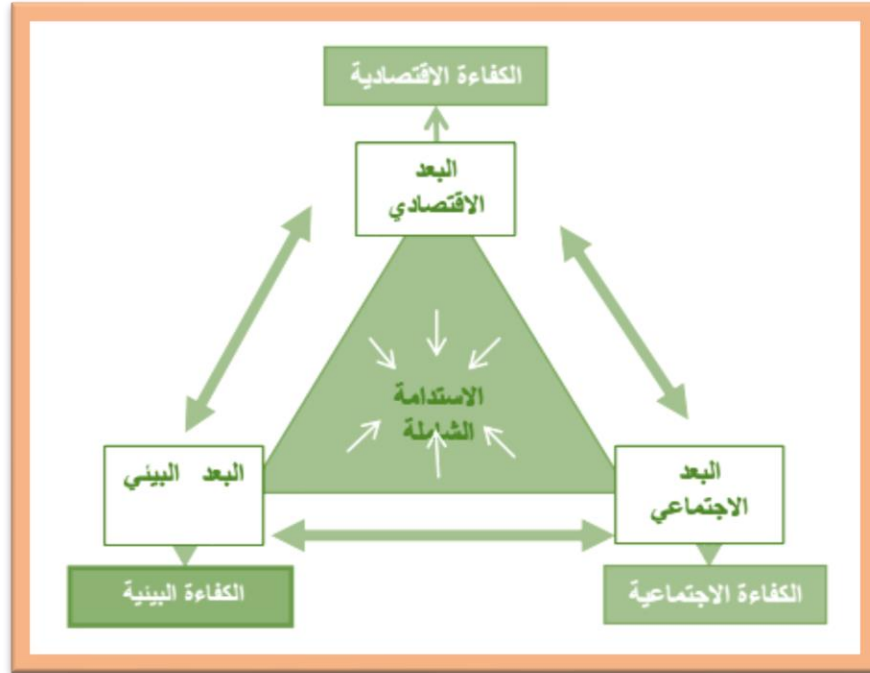 الكفاءة الاقتصادية
البعد
الاقتصادي
الاستدامة
الشاملة
البعد
الاجتماعي
البعد البيئي
الكفاءة الاجتماعية
الكفاءة البيئية